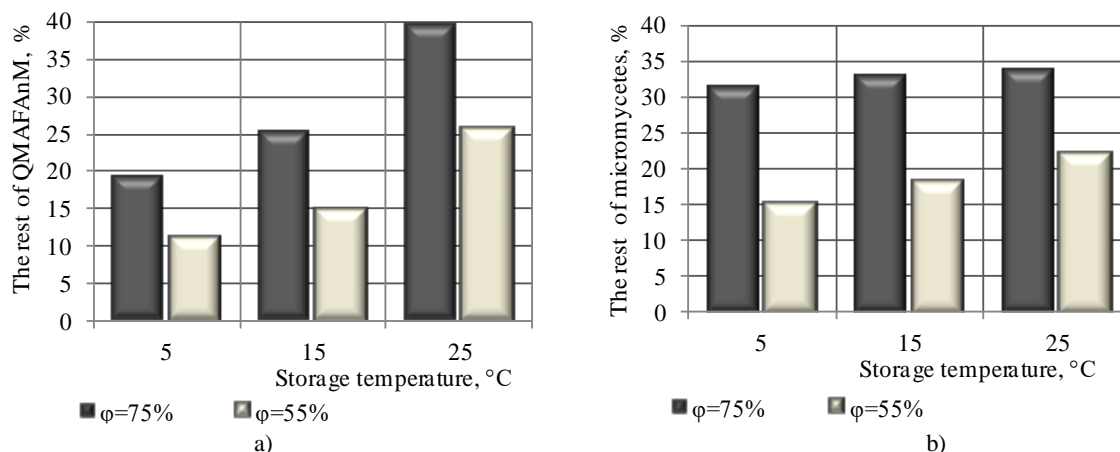 The rest of QMAFAnM, %
40
35
30
25
20
15
10
5
0
5 15 25
Storage temperature, °C
φ=75% φ=55%
a)
The rest of micromycetes, %
40
35
30
25
20
15
10
5
0
5 15 25
Storage temperature, °C
φ=75% φ=55%
b)